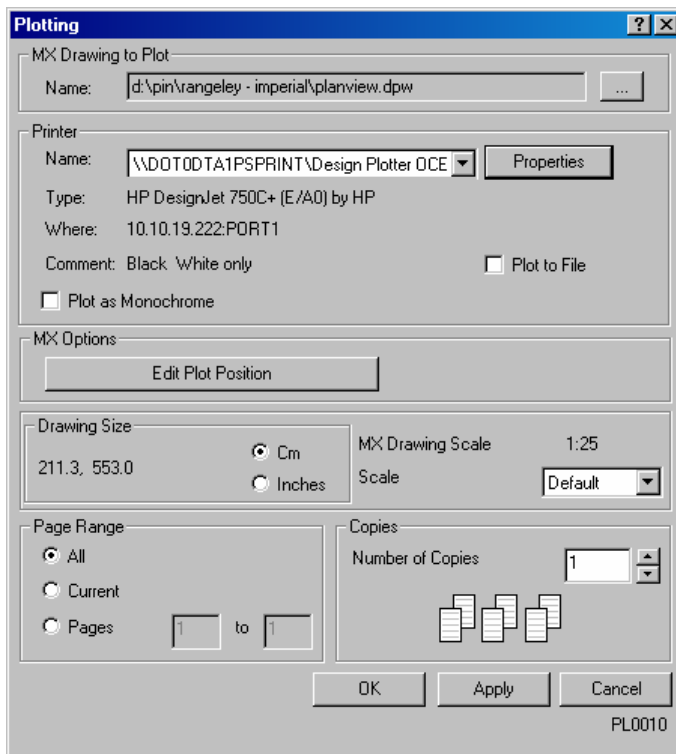 Plotting
MX Drawing to Plot
Name: d:\pin\rangeley - imperial\planview.dpw ...
Printer
Name: \\DOT0DTA1PSPRINT\Design Plotter OCE Properties
Type: HP DesignJet 750C+ (E/A0) by HP
Where: 10.10.19.222:PORT1
Comment: Black White only Plot to File
Plot as Monochrome
MX Options
Edit Plot Position
Drawing Size
211.3, 553.0
Cm
Inches
MX Drawing Scale 1:25
Scale Default
Page Range
All
Current
Pages 1 to 1
Copies
Number of Copies 1
OK Apply Cancel
PL0010